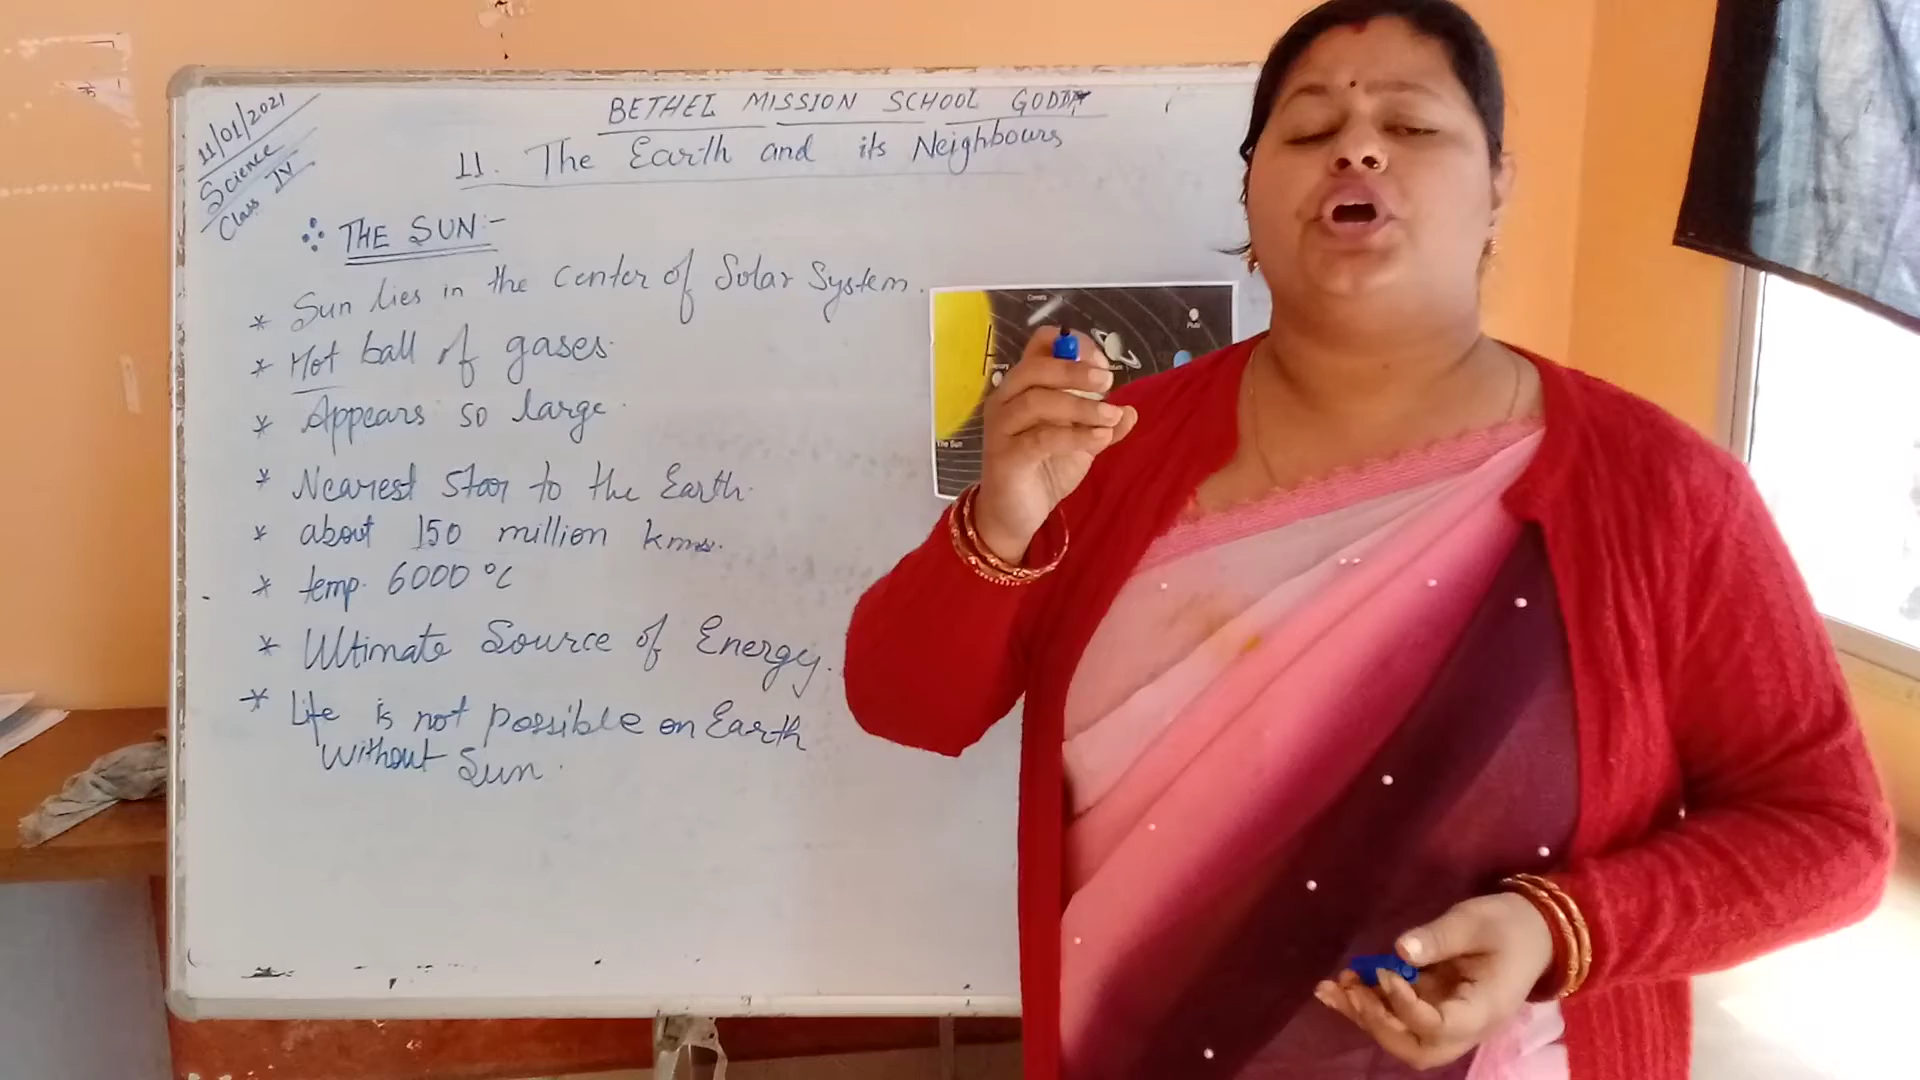 11/01/2021
Science
Class IV
BETHEL MISSION SCHOOL GODDA
11. The Earth and its Neighbours
THE SUN:-
* Sun lies in the center of Solar System.
* Hot ball of gases.
* Appears so large.
* Nearest Star to the Earth.
* about 150 million kms.
* temp. 6000 °C
* Ultimate Source of Energy.
* Life is not possible on Earth
without Sun.
Comets
Pluto
The Sun